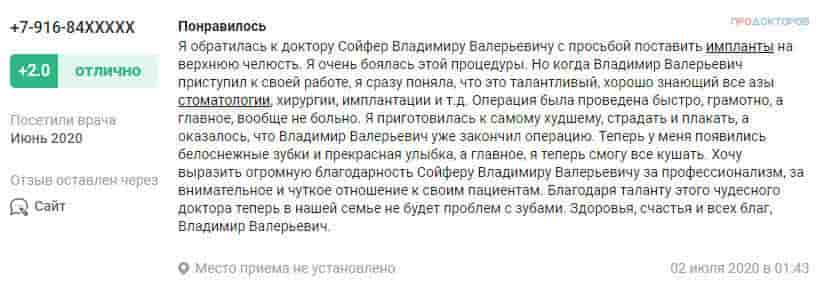 +7-916-84XXXXX
+2.0 отлично
Посетили врача
Июнь 2020
Отзыв оставлен через
Сайт
ПРОДОКТОРОВ
Понравилось
Я обратилась к доктору Сойфер Владимиру Валерьевичу с просьбой поставить импланты на
верхнюю челюсть. Я очень боялась этой процедуры. Но когда Владимир Валерьевич
приступил к своей работе, я сразу поняла, что это талантливый, хорошо знающий все азы
стоматологии, хирургии, имплантации и т.д. Операция была проведена быстро, грамотно, а
главное, вообще не больно. Я приготовилась к самому худшему, страдать и плакать, а
оказалось, что Владимир Валерьевич уже закончил операцию. Теперь у меня появились
белоснежные зубки и прекрасная улыбка, а главное, я теперь смогу все кушать. Хочу
выразить огромную благодарность Сойферу Владимиру Валерьевичу за профессионализм, за
внимательное и чуткое отношение к своим пациентам. Благодаря таланту этого чудесного
доктора теперь в нашей семье не будет проблем с зубами. Здоровья, счастья и всех благ,
Владимир Валерьевич.
Место приема не установлено
02 июля 2020 в 01:43